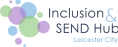 Inclusion &
SEND Hub
Leicester City